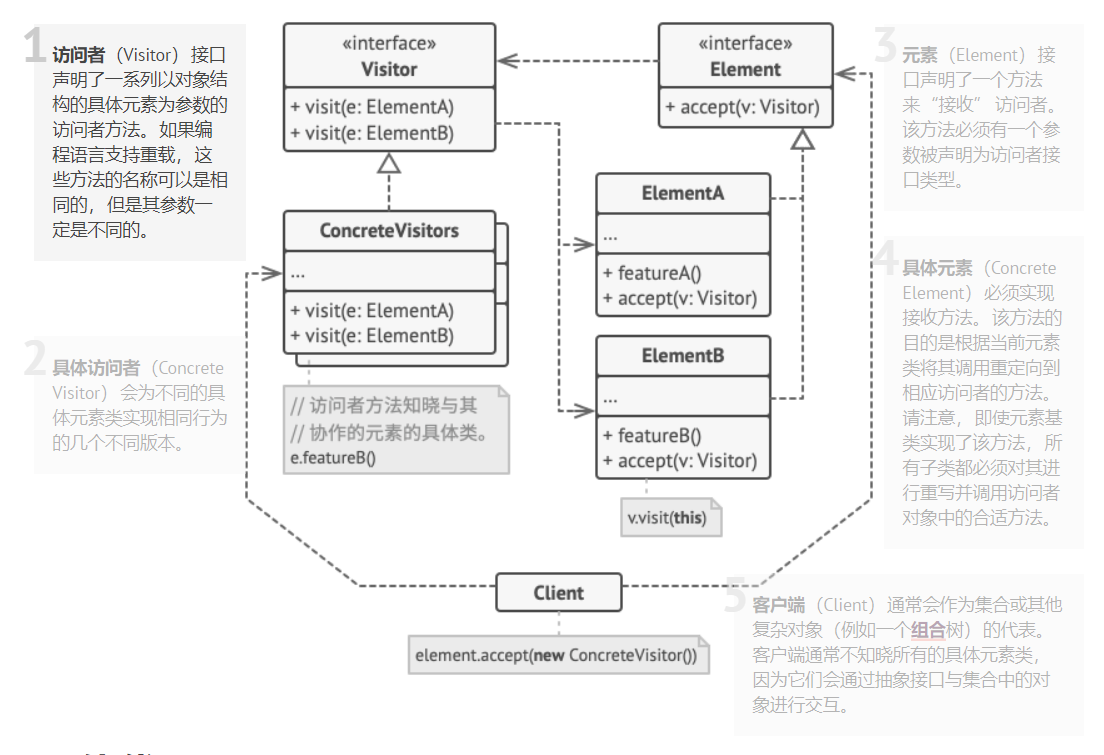 1
访问者（Visitor）接口
声明了一系列以对象结
构的具体元素为参数的
访问者方法。如果编
程语言支持重载，这
些方法的名称可以是相
同的，但是其参数一
定是不同的。
«interface»
Visitor
+ visit(e: ElementA)
+ visit(e: ElementB)
«interface»
Element
+ accept(v: Visitor)
3
元素（Element）接
口声明了一个方法
来“接收”访问者。
该方法必须有一个参
数被声明为访问者接
口类型。
ConcreteVisitors
...
+ visit(e: ElementA)
+ visit(e: ElementB)
ElementA
...
+ featureA()
+ accept(v: Visitor)
2
具体访问者（Concrete
Visitor）会为不同的具
体元素类实现相同行为
的几个不同版本。
// 访问者方法知晓与其
// 协作的元素的具体类。
e.featureB()
ElementB
...
+ featureB()
+ accept(v: Visitor)
v.visit(this)
4
具体元素（Concrete
Element）必须实现
接收方法。该方法的
目的是根据当前元素
类将其调用重定向到
相应访问者的方法。
请注意，即使元素基
类实现了该方法，所
有子类都必须对其进
行重写并调用访问者
对象中的合适方法。
Client
element.accept(new ConcreteVisitor())
5
客户端（Client）通常会作为集合或其他
复杂对象（例如一个组合树）的代表。
客户端通常不知晓所有的具体元素类，
因为它们会通过抽象接口与集合中的对
象进行交互。